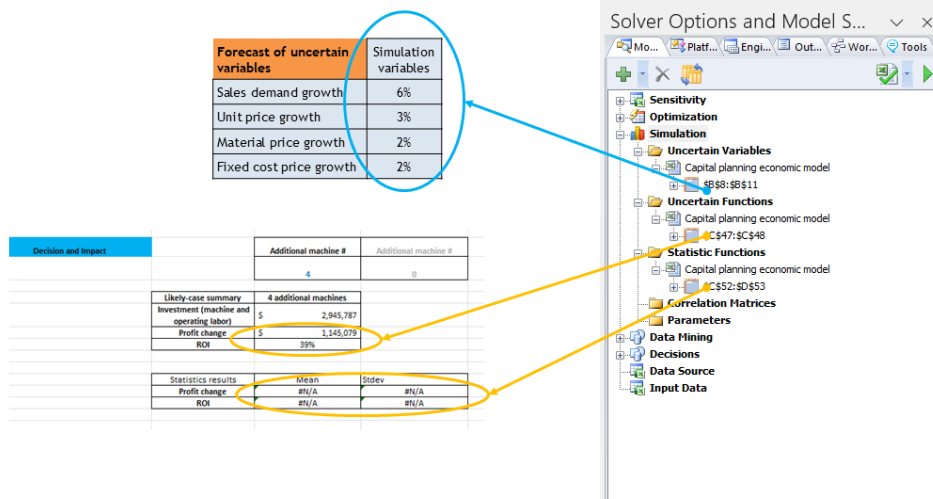 Forecast of uncertain variables
Simulation variables
Sales demand growth 6%
Unit price growth 3%
Material price growth 2%
Fixed cost price growth 2%
Decision and Impact
Additional machine # Additional machine #
4 0
Likely-case summary 4 additional machines
Investment (machine and operating labor) $ 2,945,787
Profit change $ 1,145,079
ROI 39%
Statistics results Mean Stdev
Profit change #N/A #N/A
ROI #N/A #N/A
Solver Options and Model S...
Mo... Platf... Engi... Out... Wor... Tools
Sensitivity
Optimization
Simulation
Uncertain Variables
Capital planning economic model
$B$8:$B$11
Uncertain Functions
Capital planning economic model
C$47:$C$48
Statistic Functions
Capital planning economic model
C$52:$D$53
Correlation Matrices
Parameters
Data Mining
Decisions
Data Source
Input Data